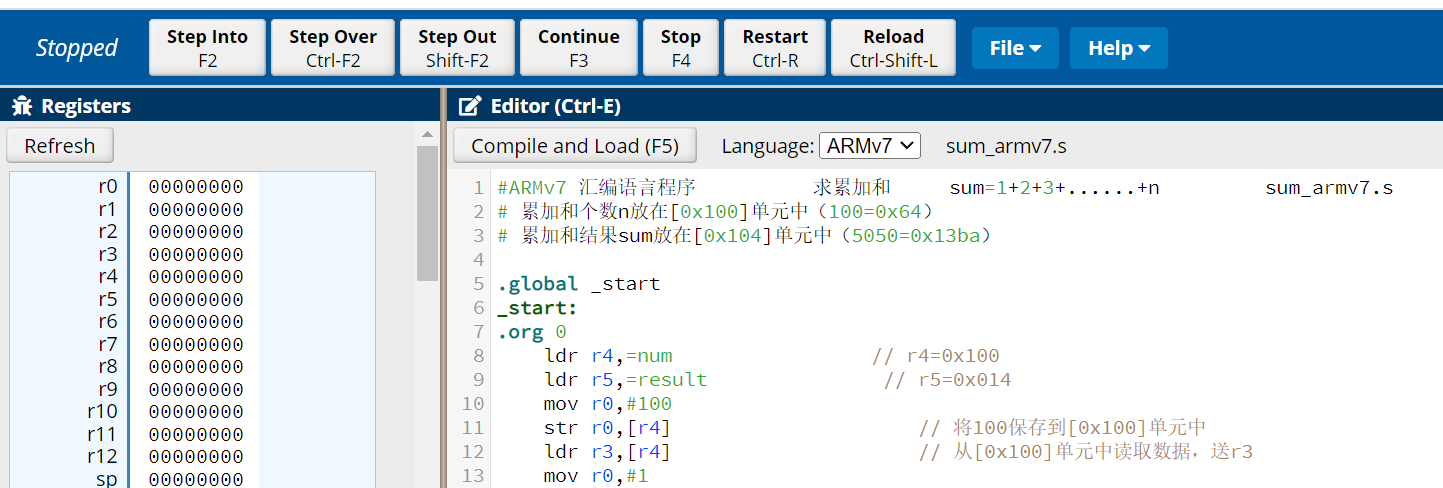 Stopped
Step Into
F2
Step Over
Ctrl-F2
Step Out
Shift-F2
Continue
F3
Stop
F4
Restart
Ctrl-R
Reload
Ctrl-Shift-L
File
Help
Registers
Refresh
r0 00000000
r1 00000000
r2 00000000
r3 00000000
r4 00000000
r5 00000000
r6 00000000
r7 00000000
r8 00000000
r9 00000000
r10 00000000
r11 00000000
r12 00000000
sp 00000000
Editor (Ctrl-E)
Compile and Load (F5) Language: ARMv7 sum_armv7.s
1 #ARMv7 汇编语言程序 求累加和 sum=1+2+3+......+n sum_armv7.s
2 # 累加和个数n放在[0x100]单元中（100=0x64）
3 # 累加和结果sum放在[0x104]单元中（5050=0x13ba）
4
5 .global _start
6 _start:
7 .org 0
8 ldr r4,=num // r4=0x100
9 ldr r5,=result // r5=0x014
10 mov r0,#100
11 str r0,[r4] // 将100保存到[0x100]单元中
12 ldr r3,[r4] // 从[0x100]单元中读取数据，送r3
13 mov r0,#1